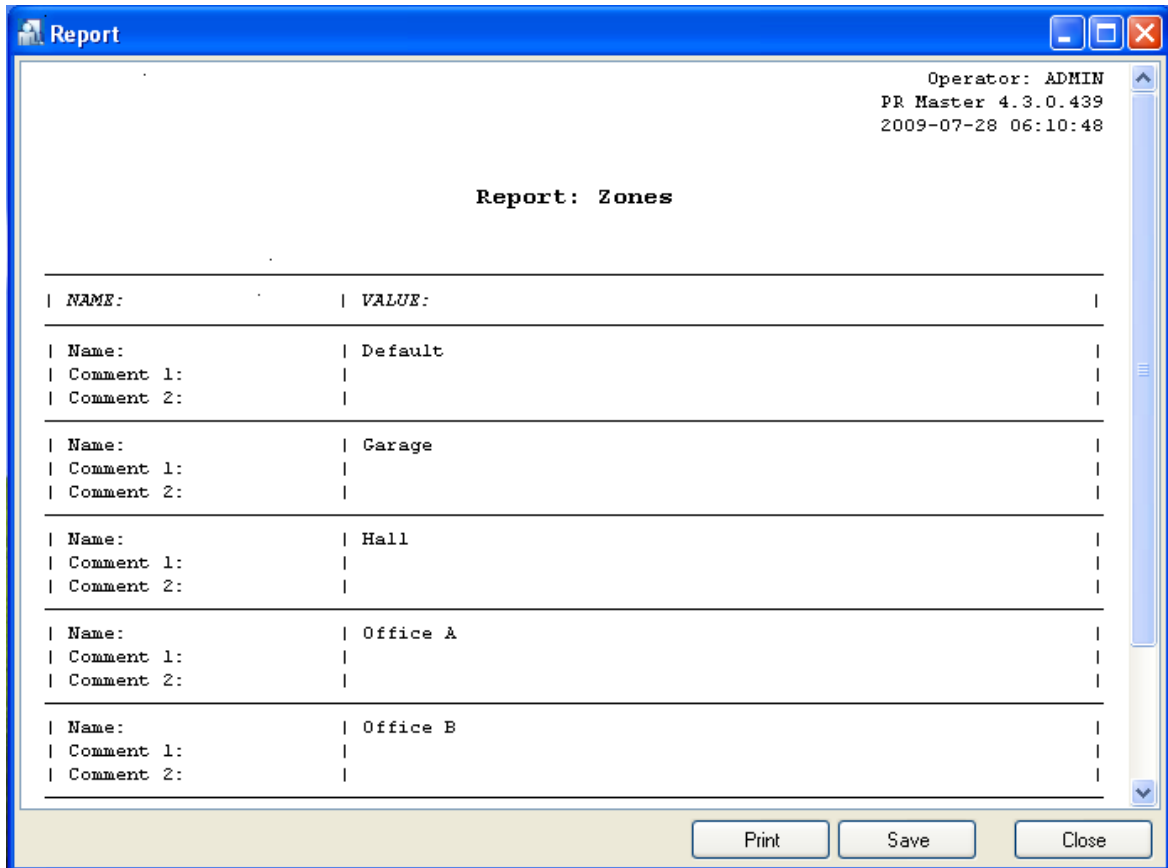 Report
Operator: ADMIN
PR Master 4.3.0.439
2009-07-28 06:10:48
Report: Zones
| NAME: | VALUE: |
| Name: | Default |
| Comment 1: | |
| Comment 2: | |
| Name: | Garage |
| Comment 1: | |
| Comment 2: | |
| Name: | Hall |
| Comment 1: | |
| Comment 2: | |
| Name: | Office A |
| Comment 1: | |
| Comment 2: | |
| Name: | Office B |
| Comment 1: | |
| Comment 2: | |
Print Save Close